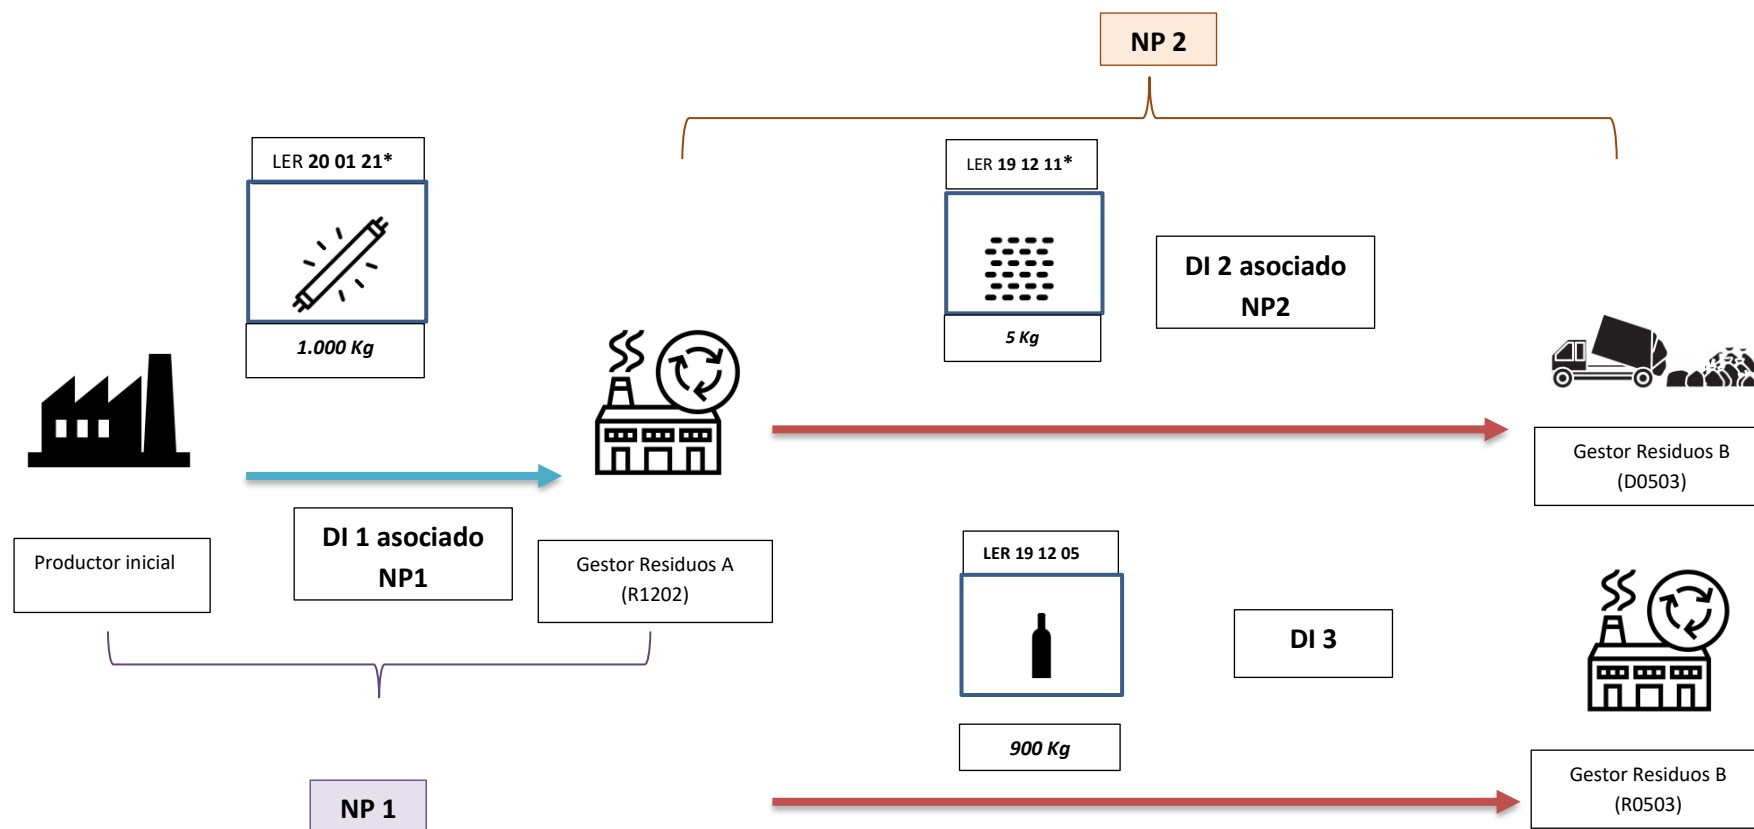 NP 2
LER 20 01 21*
1.000 Kg
LER 19 12 11*
5 Kg
DI 2 asociado
NP2
Gestor Residuos B
(D0503)
Productor inicial
DI 1 asociado
NP1
Gestor Residuos A
(R1202)
LER 19 12 05
900 Kg
DI 3
Gestor Residuos B
(R0503)
NP 1